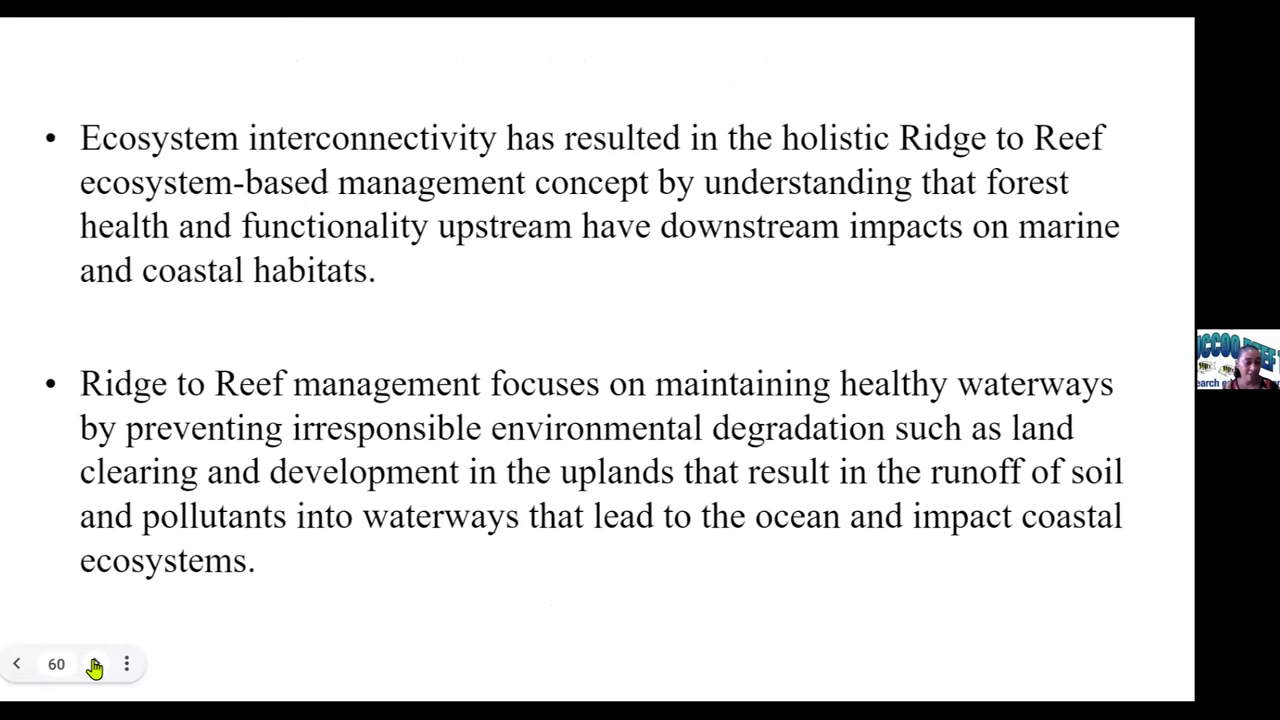 • Ecosystem interconnectivity has resulted in the holistic Ridge to Reef
ecosystem-based management concept by understanding that forest
health and functionality upstream have downstream impacts on marine
and coastal habitats.
• Ridge to Reef management focuses on maintaining healthy waterways
by preventing irresponsible environmental degradation such as land
clearing and development in the uplands that result in the runoff of soil
and pollutants into waterways that lead to the ocean and impact coastal
ecosystems.
60